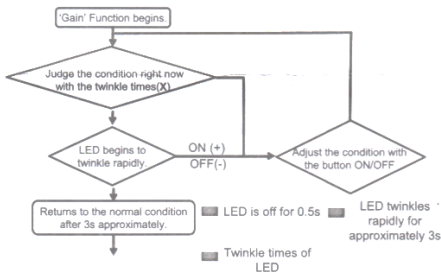 'Gain' Function begins.
Judge the condition right now
with the twinkle times(X)
LED begins to
twinkle rapidly.
ON (+)
OFF(-)
Adjust the condition with
the button ON/OFF
Returns to the normal condition
after 3s approximately.
LED is off for 0.5s
LED twinkles
rapidly for
approximately 3s
Twinkle times of
LED